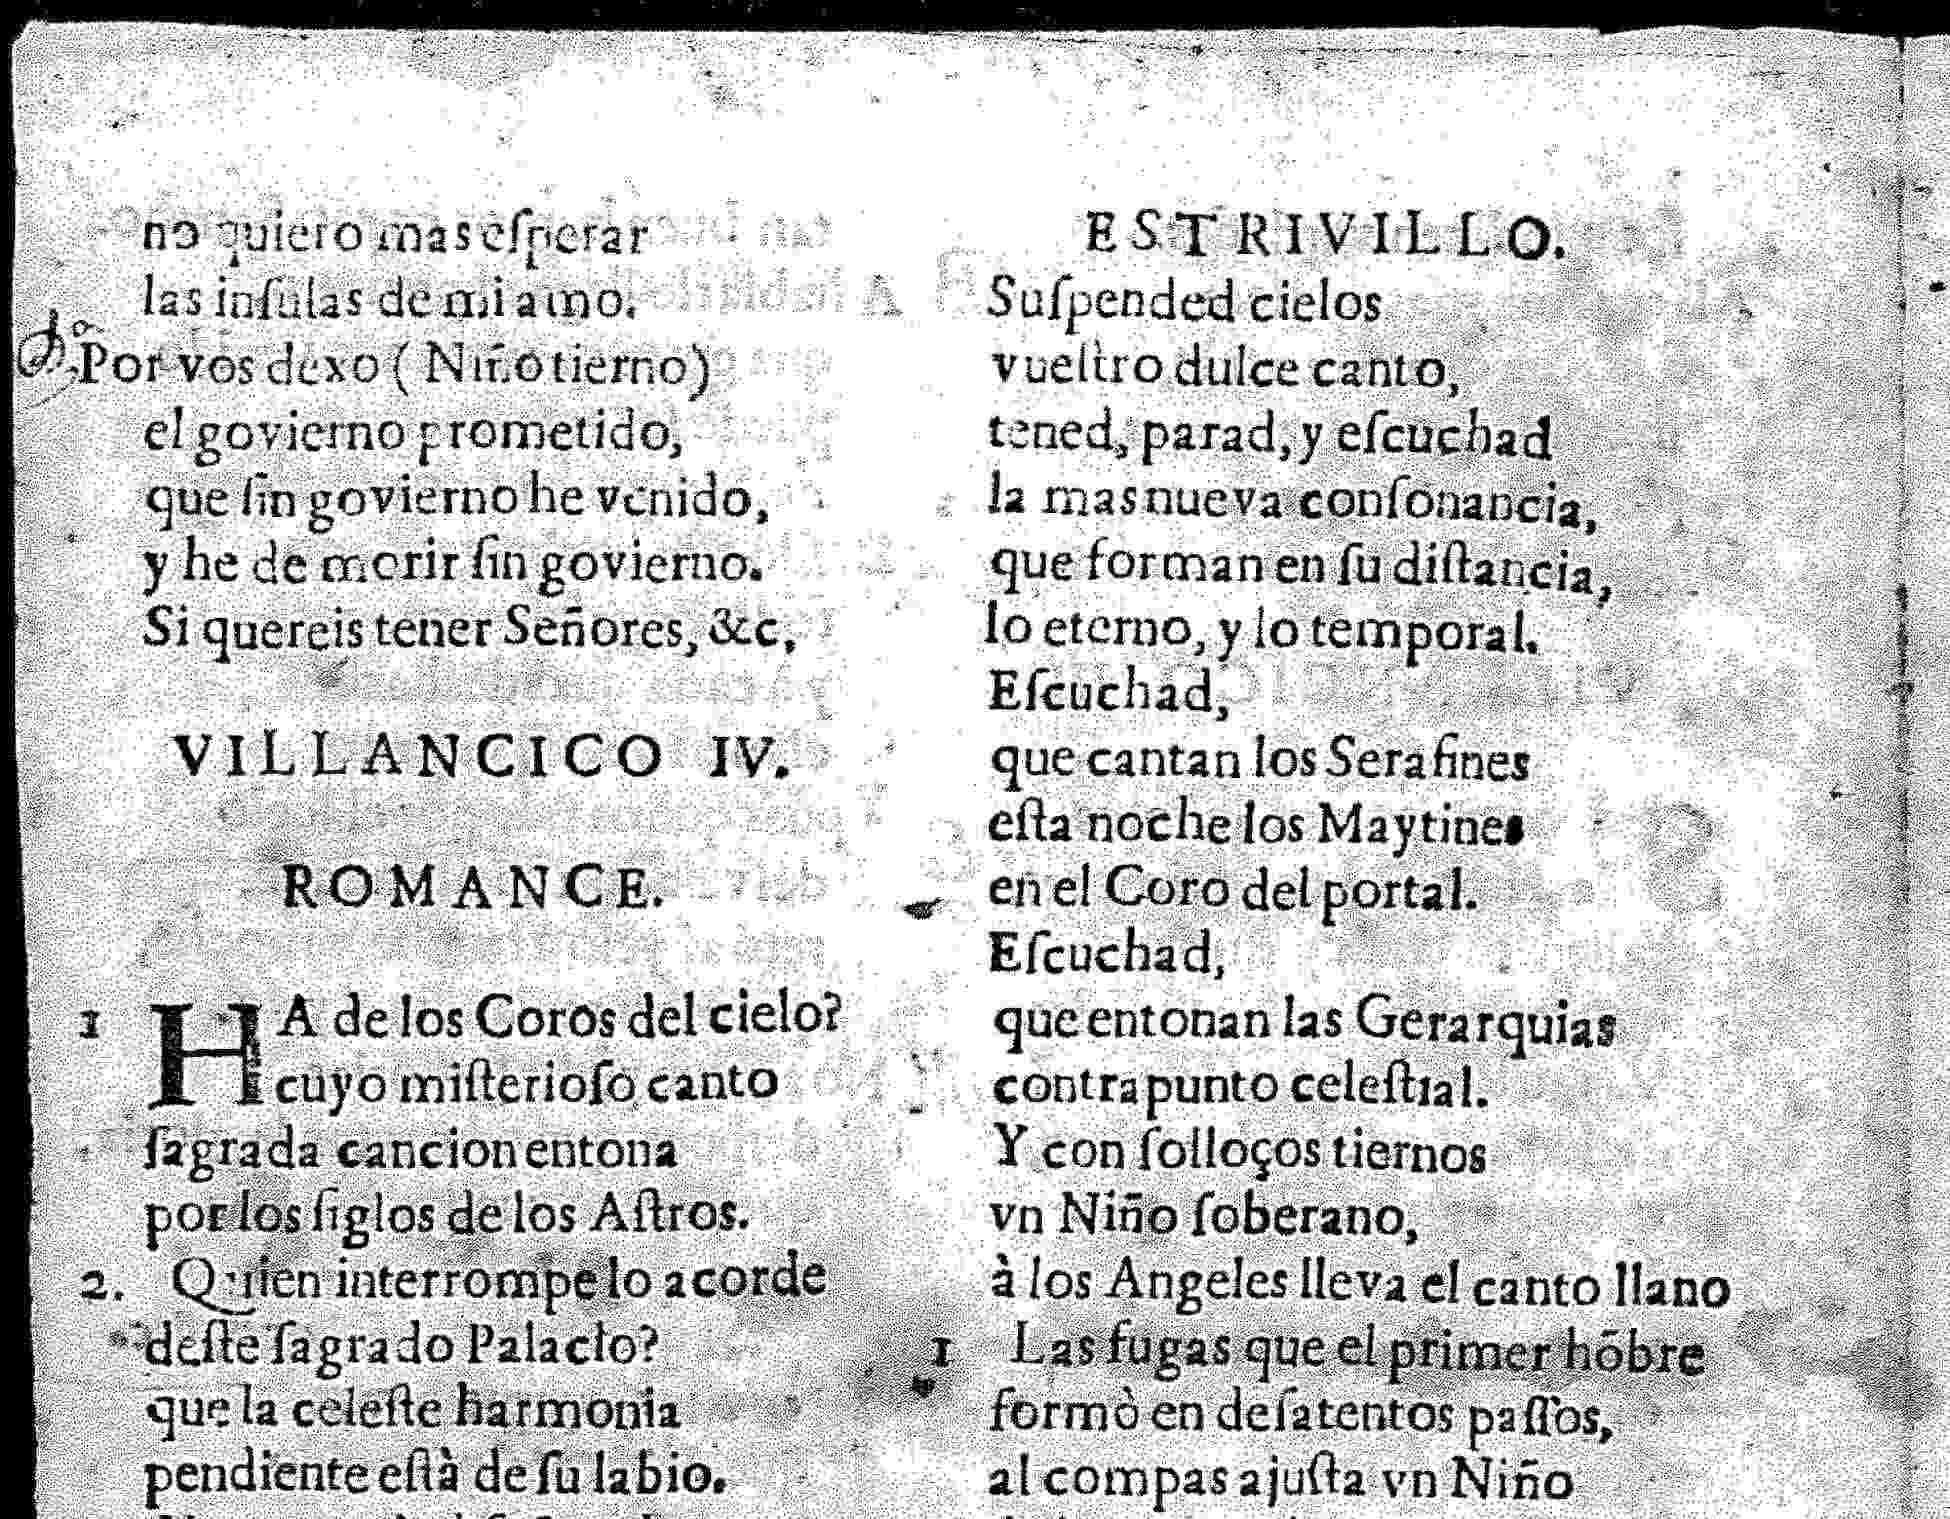 no quiero mas eſperar
las inſulas de mi amo.
Por vos dexo ( Niño tierno)
el govierno prometido,
que ſin govierno he venido,
y he de morir ſin govierno.
Si quereis tener Señores, &c,
VILLANCICO IV.
ROMANCE.
1 HA de los Coros del cielo?
cuyo miſterioſo canto
ſagrada cancion entona
por los ſiglos de los Aſtros.
2. Quien interrompe lo acorde
deſte ſagrado Palacio?
que la celeſte harmonia
pendiente eſtà de ſu labio.
ESTRIVILLO.
Suſpended cielos
vueſtro dulce canto,
tened, parad, y eſcuchad
la mas nueva conſonancia,
que forman en ſu diſtancia,
lo eterno, y lo temporal.
Eſcuchad,
que cantan los Serafines
eſta noche los Maytines
en el Coro del portal.
Eſcuchad,
que entonan las Gerarquias
contrapunto celeſtial.
Y con ſolloços tiernos
vn Niño ſoberano,
à los Angeles lleva el canto llano
1 Las fugas que el primer hõbre
formò en deſatentos paſſos,
al compas ajuſta vn Niño